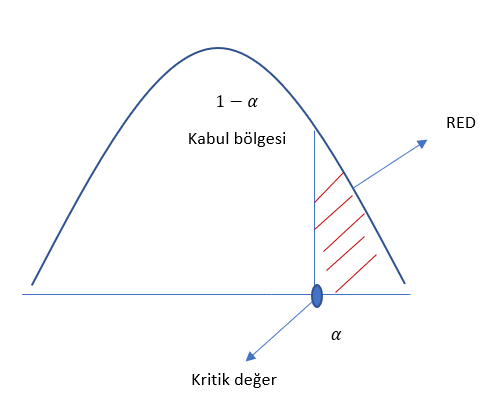 1 − α
Kabul bölgesi
RED
α
Kritik değer